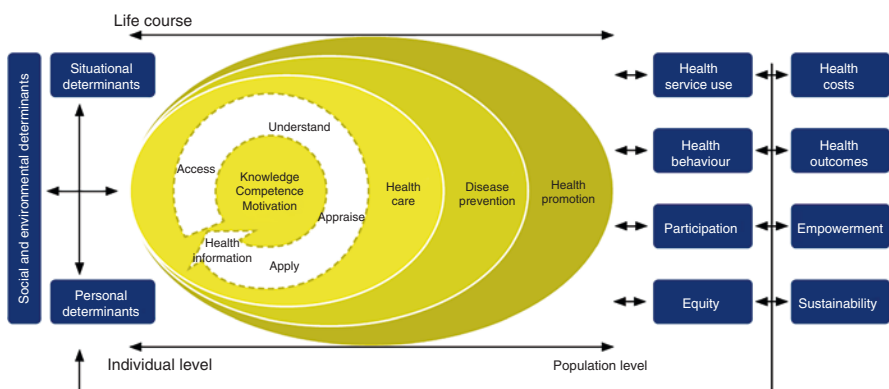 Life course
Social and environmental determinants
Situational
determinants
Personal
determinants
Understand
Access
Knowledge
Competence
Motivation
Appraise
Health
information
Apply
Health
care
Disease
prevention
Health
promotion
Individual level
Population level
Health
service use
Health
costs
Health
behaviour
Health
outcomes
Participation
Empowerment
Equity
Sustainability